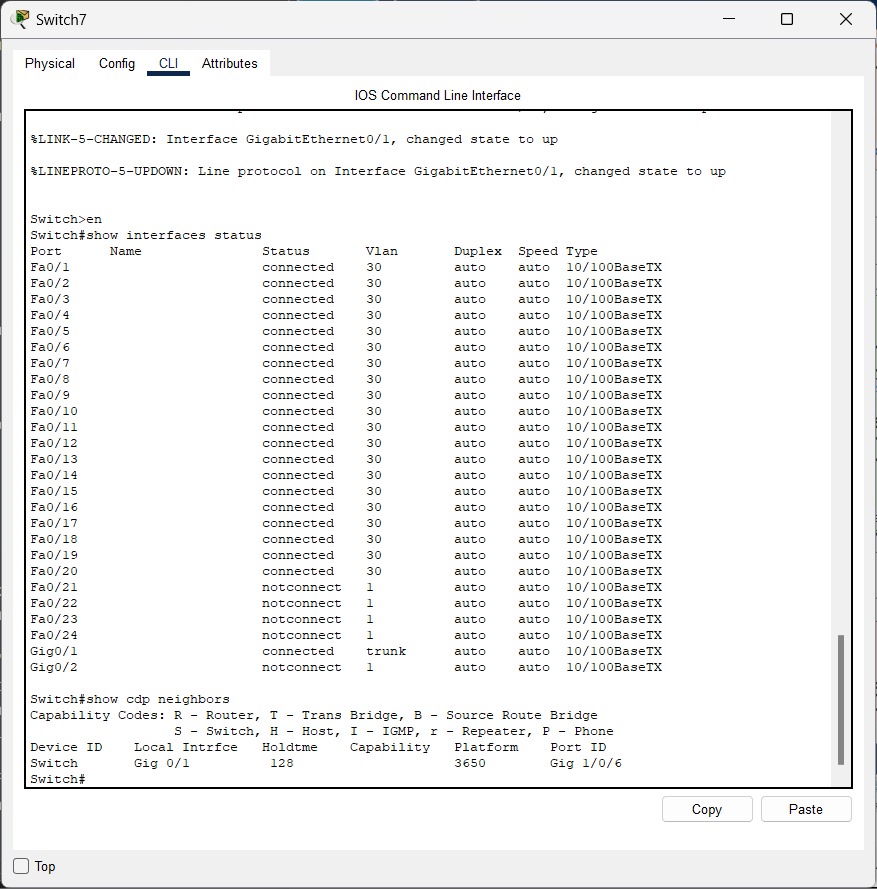 Switch7
Physical Config CLI Attributes
IOS Command Line Interface
%LINK-5-CHANGED: Interface GigabitEthernet0/1, changed state to up
%LINEPROTO-5-UPDOWN: Line protocol on Interface GigabitEthernet0/1, changed state to up
Switch>en
Switch#show interfaces status
Port Name Status Vlan Duplex Speed Type
Fa0/1 connected 30 auto auto 10/100BaseTX
Fa0/2 connected 30 auto auto 10/100BaseTX
Fa0/3 connected 30 auto auto 10/100BaseTX
Fa0/4 connected 30 auto auto 10/100BaseTX
Fa0/5 connected 30 auto auto 10/100BaseTX
Fa0/6 connected 30 auto auto 10/100BaseTX
Fa0/7 connected 30 auto auto 10/100BaseTX
Fa0/8 connected 30 auto auto 10/100BaseTX
Fa0/9 connected 30 auto auto 10/100BaseTX
Fa0/10 connected 30 auto auto 10/100BaseTX
Fa0/11 connected 30 auto auto 10/100BaseTX
Fa0/12 connected 30 auto auto 10/100BaseTX
Fa0/13 connected 30 auto auto 10/100BaseTX
Fa0/14 connected 30 auto auto 10/100BaseTX
Fa0/15 connected 30 auto auto 10/100BaseTX
Fa0/16 connected 30 auto auto 10/100BaseTX
Fa0/17 connected 30 auto auto 10/100BaseTX
Fa0/18 connected 30 auto auto 10/100BaseTX
Fa0/19 connected 30 auto auto 10/100BaseTX
Fa0/20 connected 30 auto auto 10/100BaseTX
Fa0/21 notconnect 1 auto auto 10/100BaseTX
Fa0/22 notconnect 1 auto auto 10/100BaseTX
Fa0/23 notconnect 1 auto auto 10/100BaseTX
Fa0/24 notconnect 1 auto auto 10/100BaseTX
Gig0/1 connected trunk auto auto 10/100BaseTX
Gig0/2 notconnect 1 auto auto 10/100BaseTX
Switch#show cdp neighbors
Capability Codes: R - Router, T - Trans Bridge, B - Source Route Bridge
S - Switch, H - Host, I - IGMP, r - Repeater, P - Phone
Device ID Local Intrfce Holdtme Capability Platform Port ID
Switch Gig 0/1 128 3650 Gig 1/0/6
Switch#
Copy Paste
Top